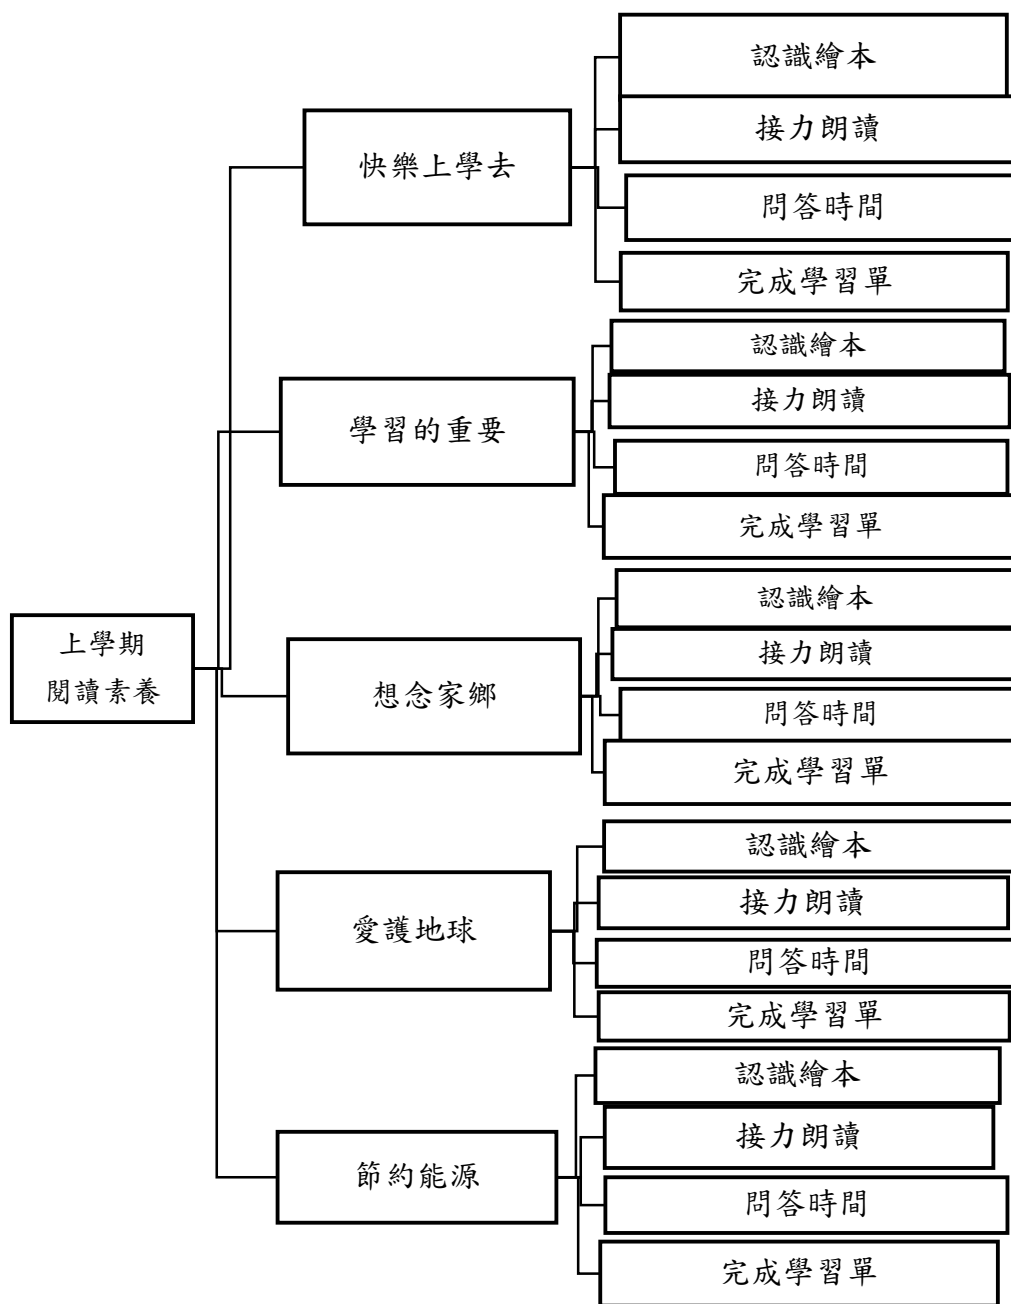 上學期
閱讀素養
快樂上學去
認識繪本
接力朗讀
問答時間
完成學習單
學習的重要
認識繪本
接力朗讀
問答時間
完成學習單
想念家鄉
認識繪本
接力朗讀
問答時間
完成學習單
愛護地球
認識繪本
接力朗讀
問答時間
完成學習單
節約能源
認識繪本
接力朗讀
問答時間
完成學習單